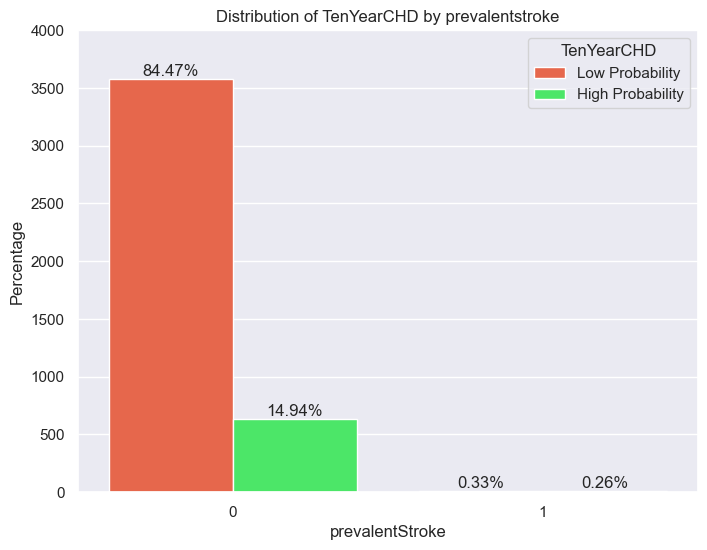 Distribution of TenYearCHD by prevalentstroke
4000
3500
3000
2500
2000
1500
1000
500
0
Percentage
84.47%
14.94%
0.33%
0.26%
TenYearCHD
Low Probability
High Probability
0
1
prevalentStroke